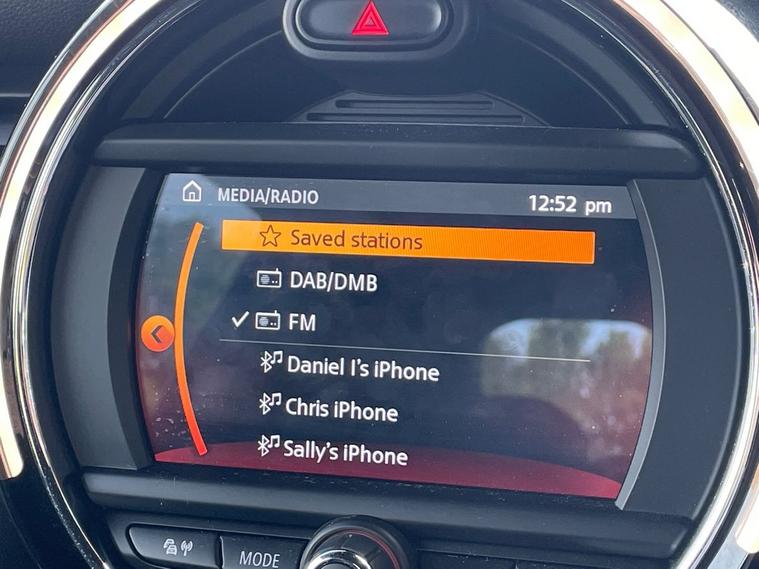 MEDIA/RADIO 12:52 pm
Saved stations
DAB/DMB
FM
Daniel I's iPhone
Chris iPhone
Sally's iPhone
MODE